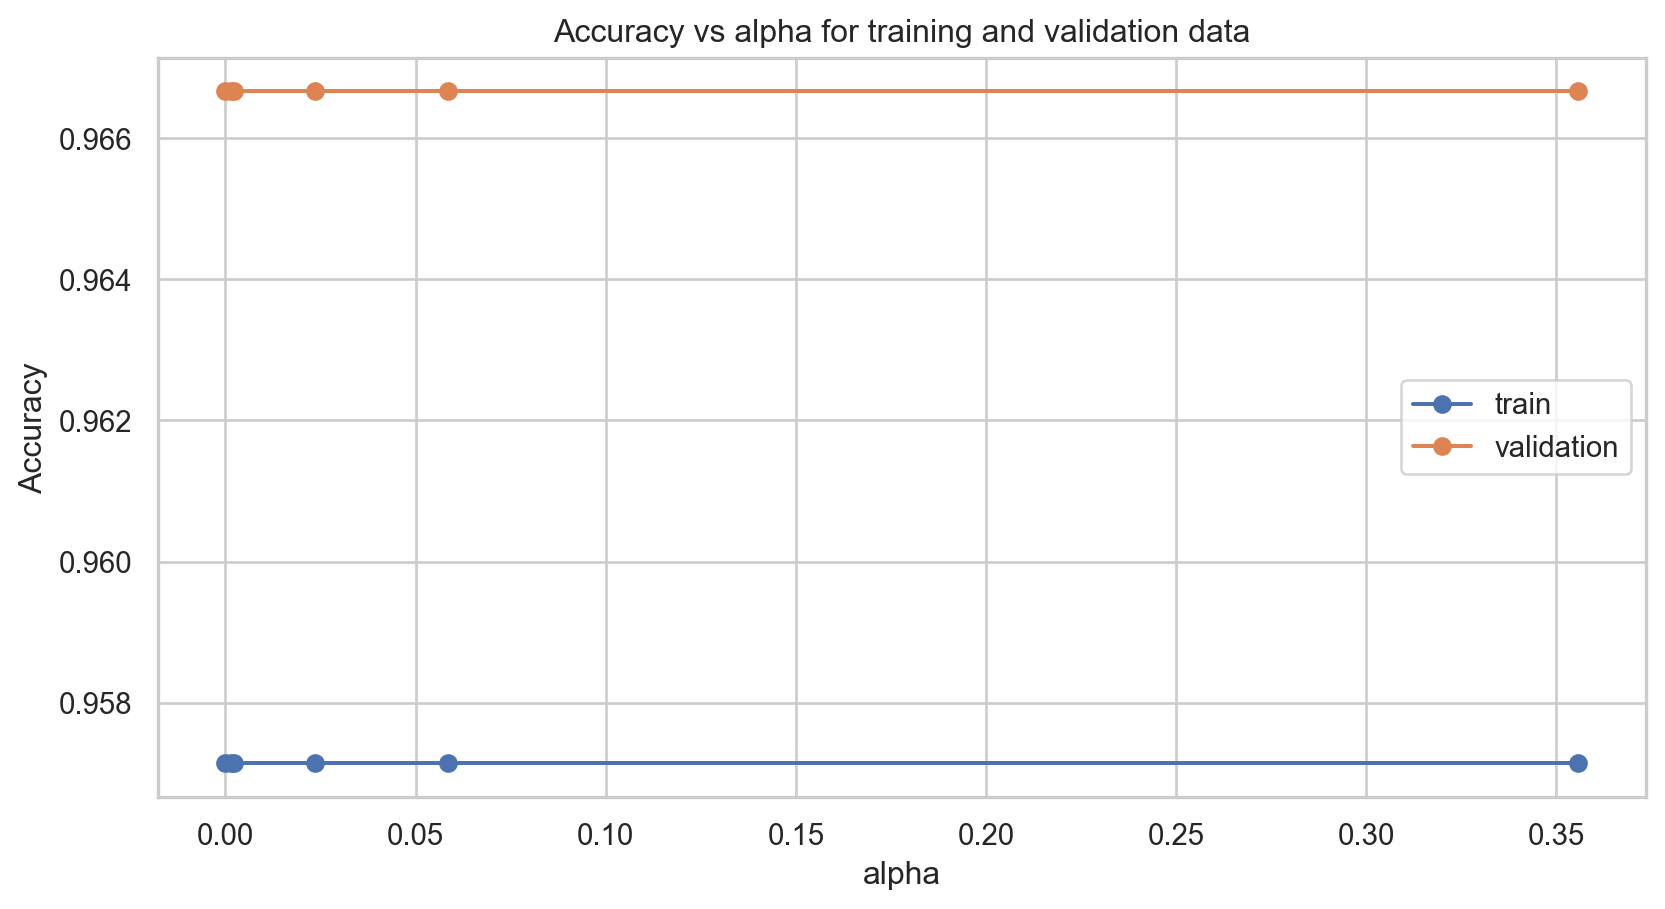 Accuracy vs alpha for training and validation data
Accuracy
0.966
0.964
0.962
0.960
0.958
train
validation
0.00 0.05 0.10 0.15 0.20 0.25 0.30 0.35
alpha